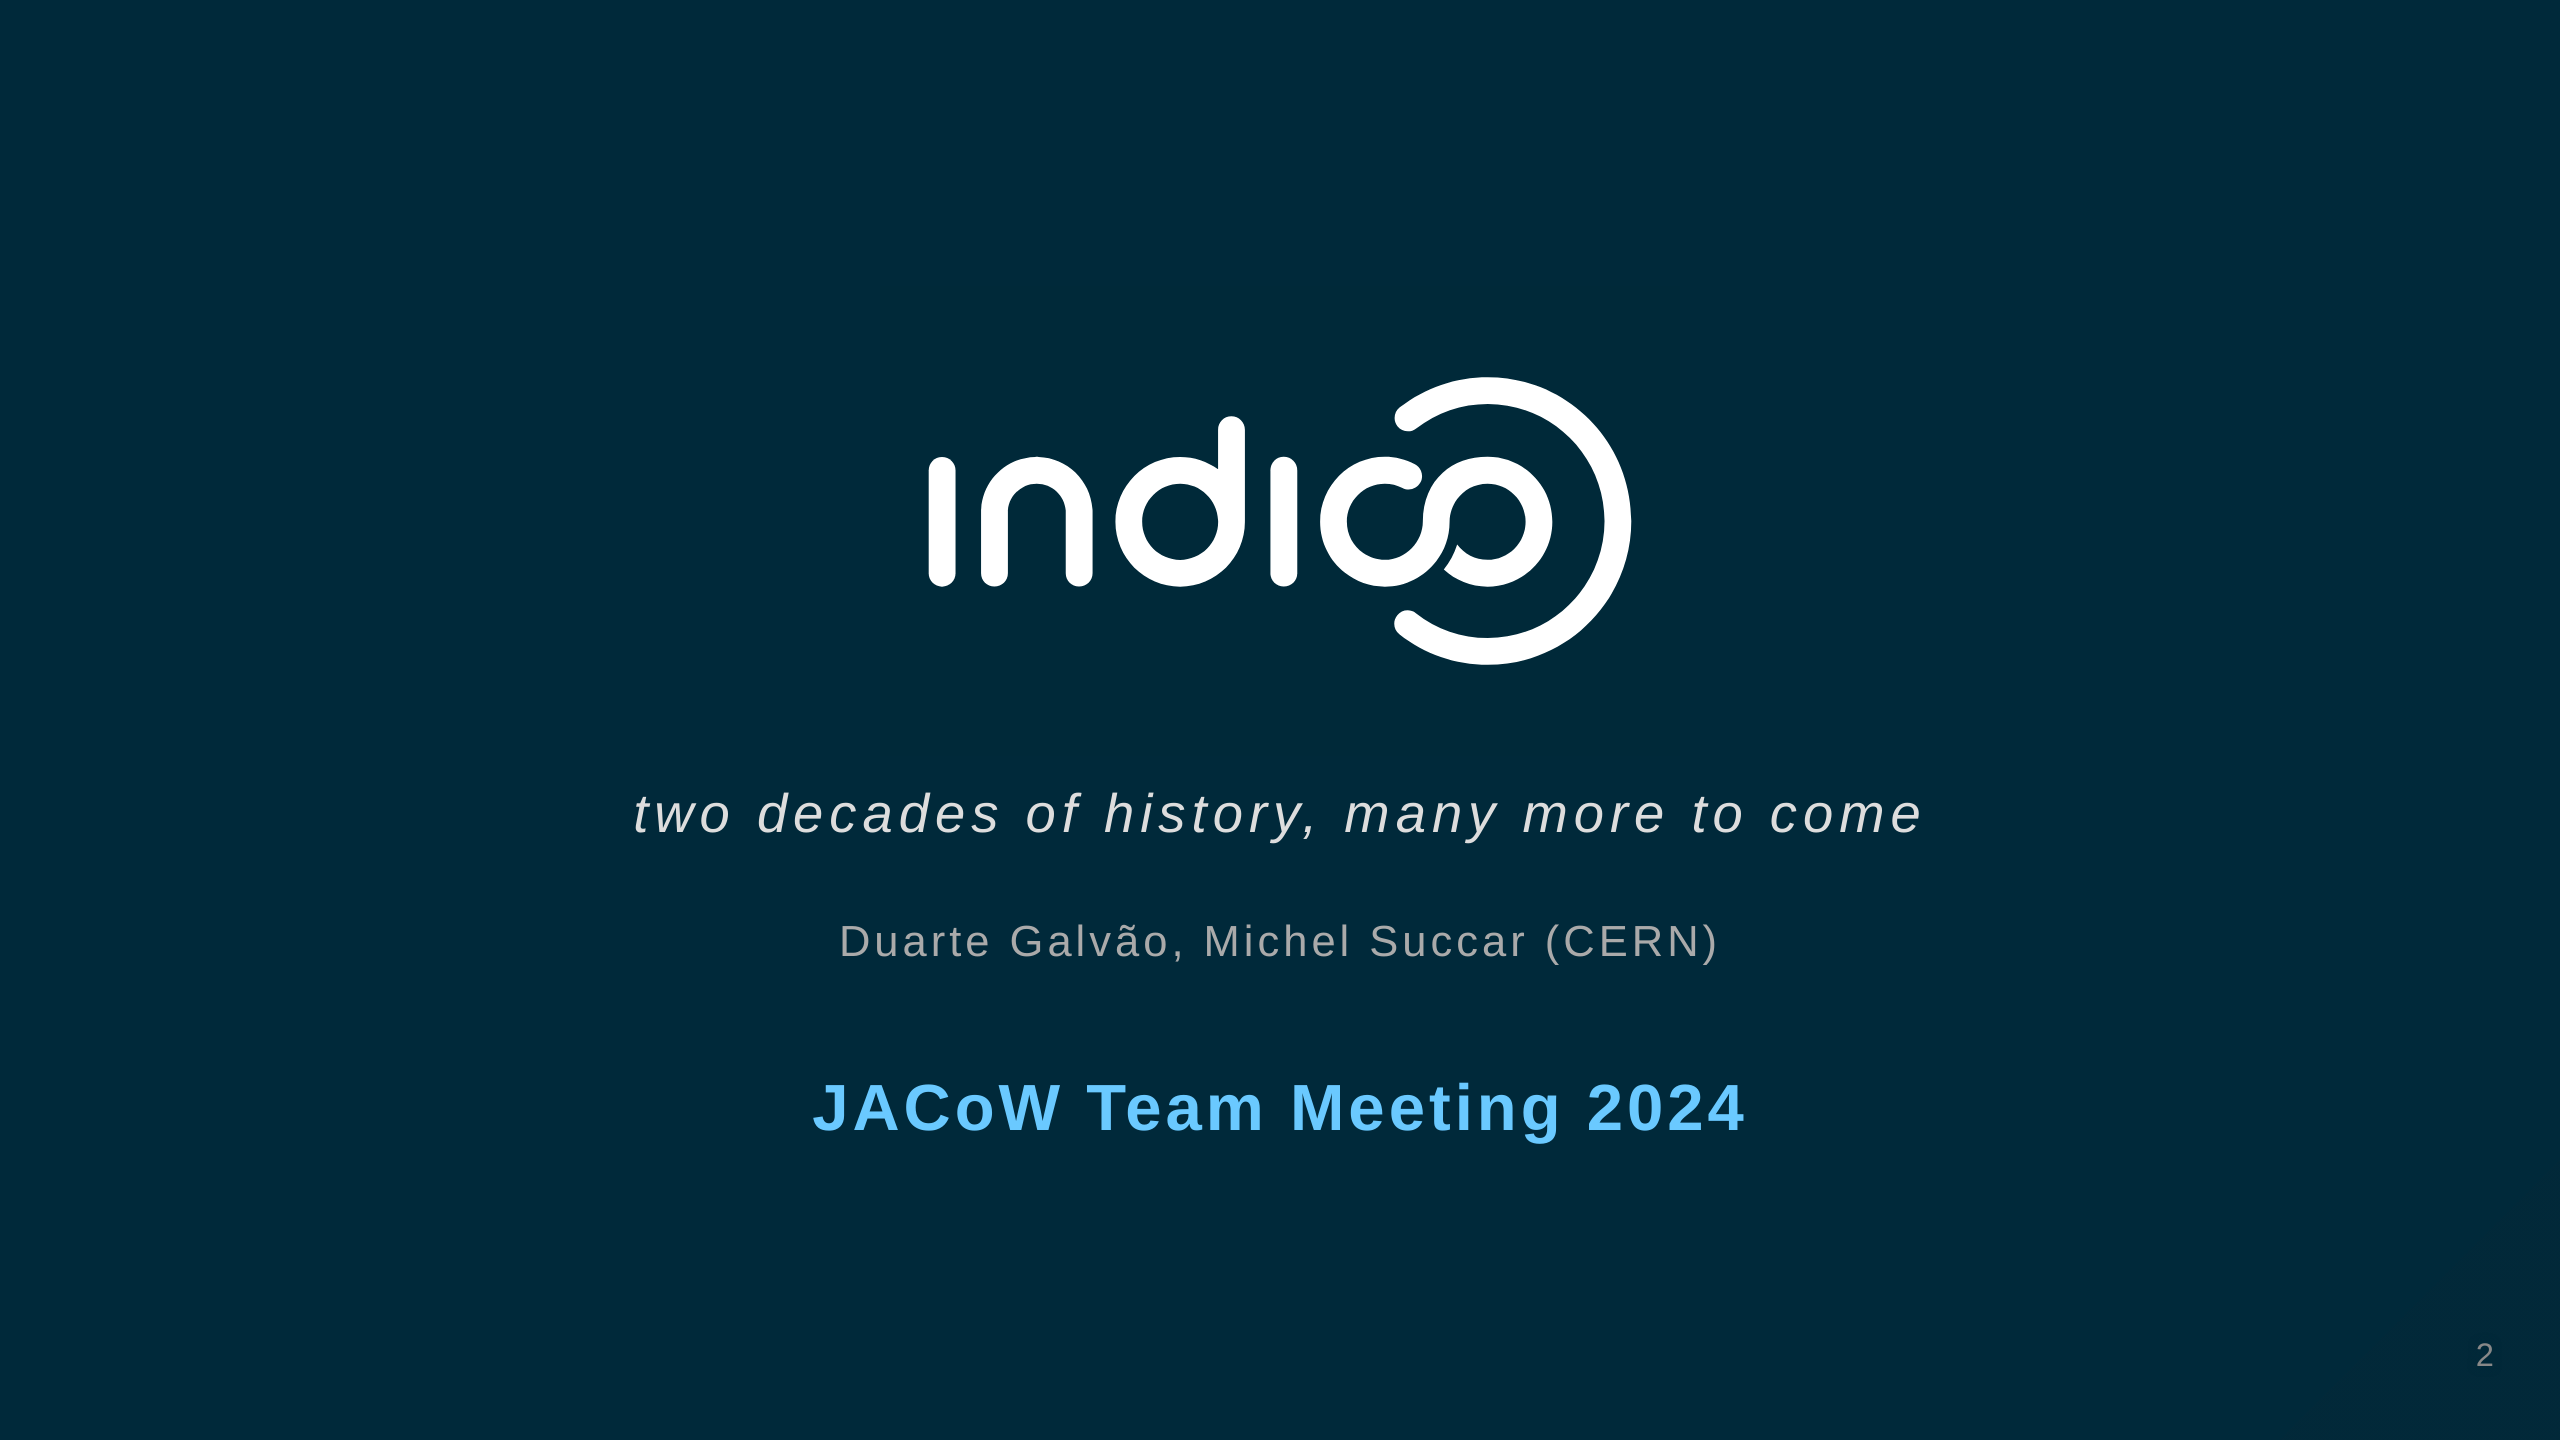 indico
two decades of history, many more to come
Duarte Galvão, Michel Succar (CERN)
JACoW Team Meeting 2024
2